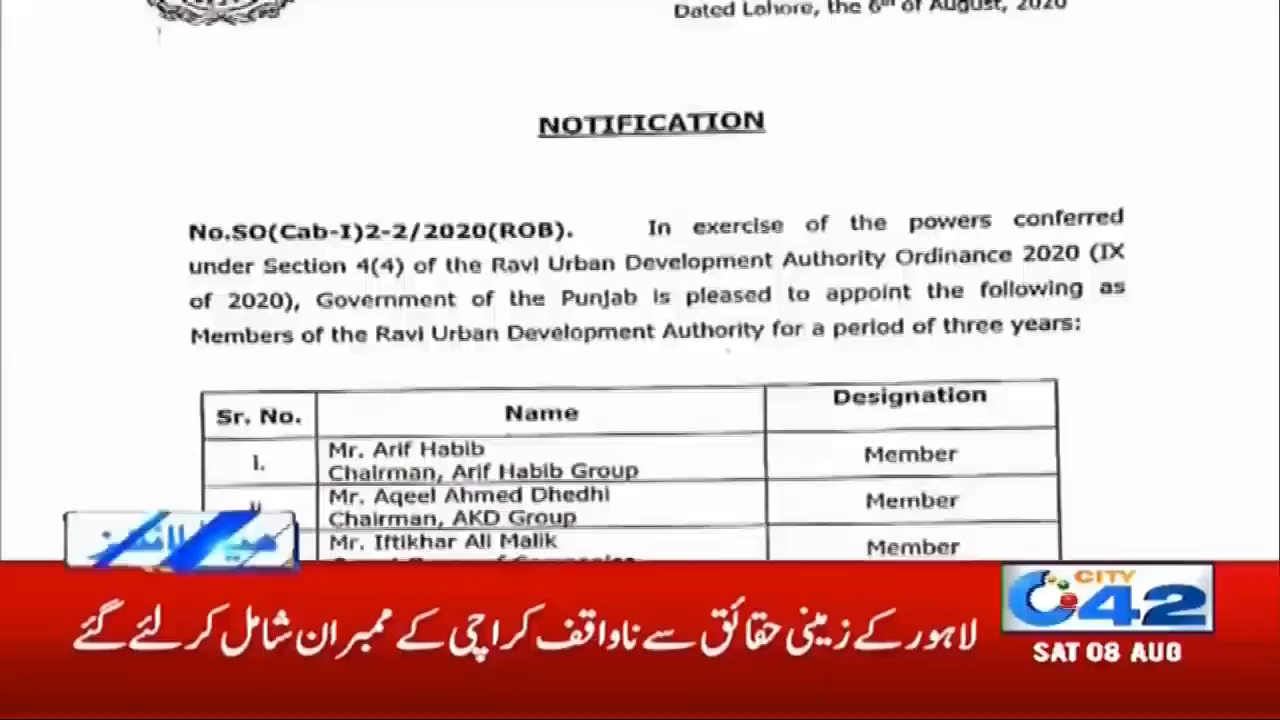 Dated Lahore, the 6th of August, 2020
NOTIFICATION
No.SO(Cab-I)2-2/2020(ROB). In exercise of the powers conferred
under Section 4(4) of the Ravi Urban Development Authority Ordinance 2020 (IX
of 2020), Government of the Punjab is pleased to appoint the following as
Members of the Ravi Urban Development Authority for a period of three years:
Sr. No. Name Designation
i. Mr. Arif Habib Member
Chairman, Arif Habib Group
Mr. Aqeel Ahmed Dhedhi Member
Chairman, AKD Group
Mr. Iftikhar Ali Malik Member
ہیڈلائنز
لاہور کے زمینی حقائق سے ناواقف کراچی کے ممبران شامل کر لئے گئے
CITY
42
SAT 08 AUG